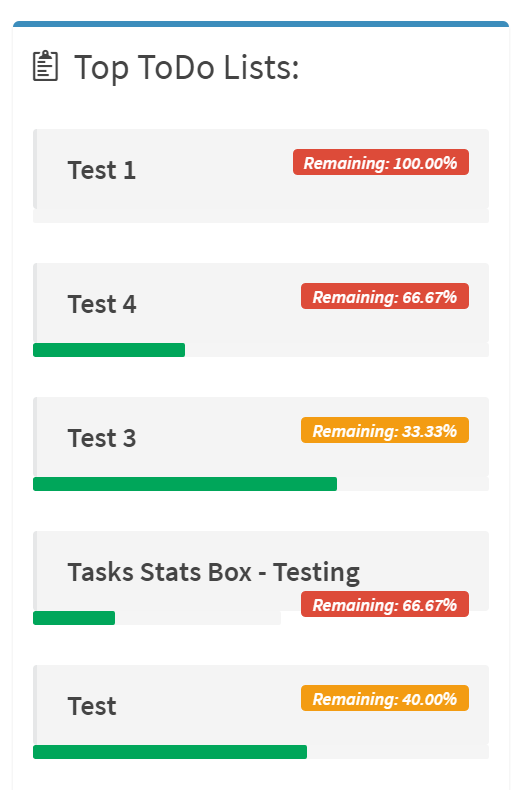 Top ToDo Lists:
Test 1
Remaining: 100.00%
Test 4
Remaining: 66.67%
Test 3
Remaining: 33.33%
Tasks Stats Box - Testing
Remaining: 66.67%
Test
Remaining: 40.00%